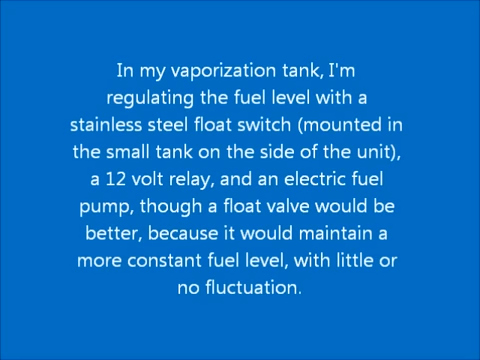 In my vaporization tank, I'm
regulating the fuel level with a
stainless steel float switch (mounted in
the small tank on the side of the unit),
a 12 volt relay, and an electric fuel
pump, though a float valve would be
better, because it would maintain a
more constant fuel level, with little or
no fluctuation.